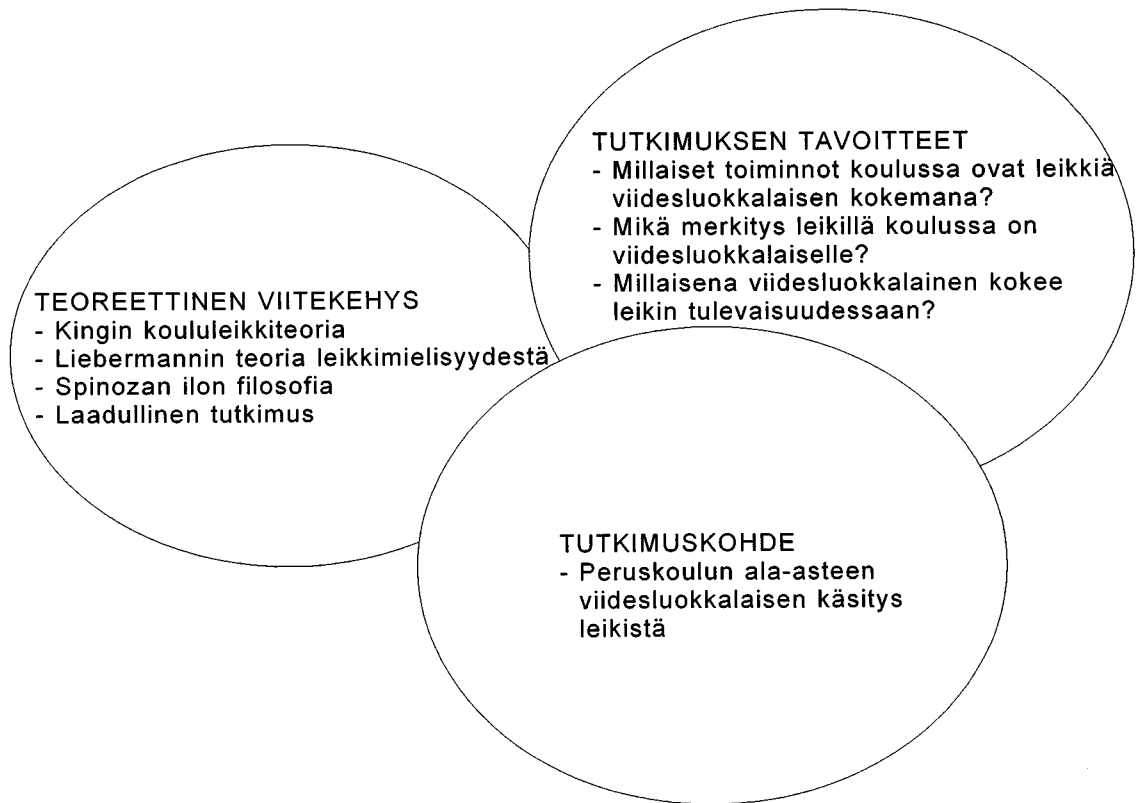 TUTKIMUKSEN TAVOITTEET
- Millaiset toiminnot koulussa ovat leikkiä
viidesluokkalaisen kokemana?
- Mikä merkitys leikillä koulussa on
viidesluokkalaiselle?
- Millaisena viidesluokkalainen kokee
leikin tulevaisuudessaan?
TEOREETTINEN VIITEKEHYS
- Kingin koululeikkiteoria
- Liebermannin teoria leikkimielisyydestä
- Spinozan ilon filosofia
- Laadullinen tutkimus
TUTKIMUSKOHDE
- Peruskoulun ala-asteen
viidesluokkalaisen käsitys
leikistä